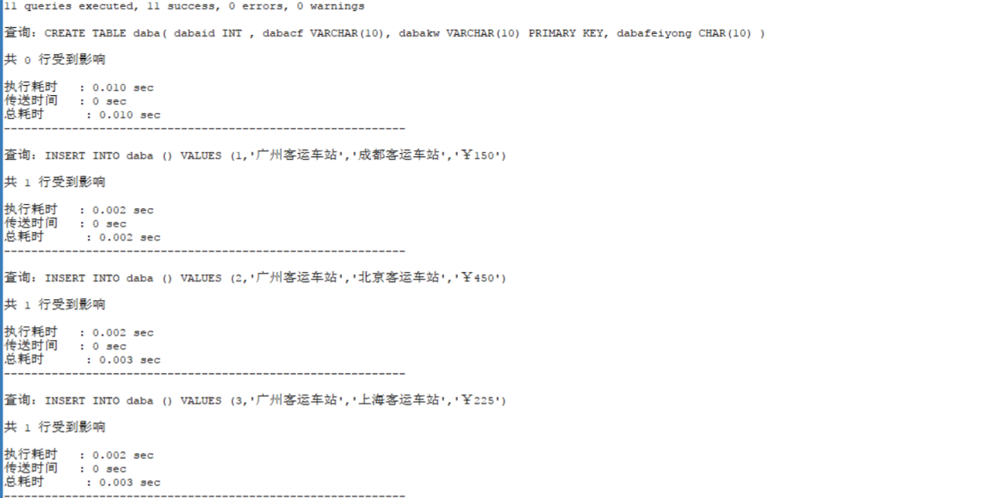 11 queries executed, 11 success, 0 errors, 0 warnings
查询: CREATE TABLE daba( dabaid INT , dabacf VARCHAR(10), dabakw VARCHAR(10) PRIMARY KEY, dabafeiyong CHAR(10) )
共 0 行受到影响
执行耗时 : 0.010 sec
传送时间 : 0 sec
总耗时 : 0.010 sec
-----------------------------------------------------------
查询: INSERT INTO daba () VALUES (1,'广州客运车站','成都客运车站','￥150')
共 1 行受到影响
执行耗时 : 0.002 sec
传送时间 : 0 sec
总耗时 : 0.002 sec
-----------------------------------------------------------
查询: INSERT INTO daba () VALUES (2,'广州客运车站','北京客运车站','￥450')
共 1 行受到影响
执行耗时 : 0.002 sec
传送时间 : 0 sec
总耗时 : 0.003 sec
-----------------------------------------------------------
查询: INSERT INTO daba () VALUES (3,'广州客运车站','上海客运车站','￥225')
共 1 行受到影响
执行耗时 : 0.002 sec
传送时间 : 0 sec
总耗时 : 0.003 sec
-----------------------------------------------------------